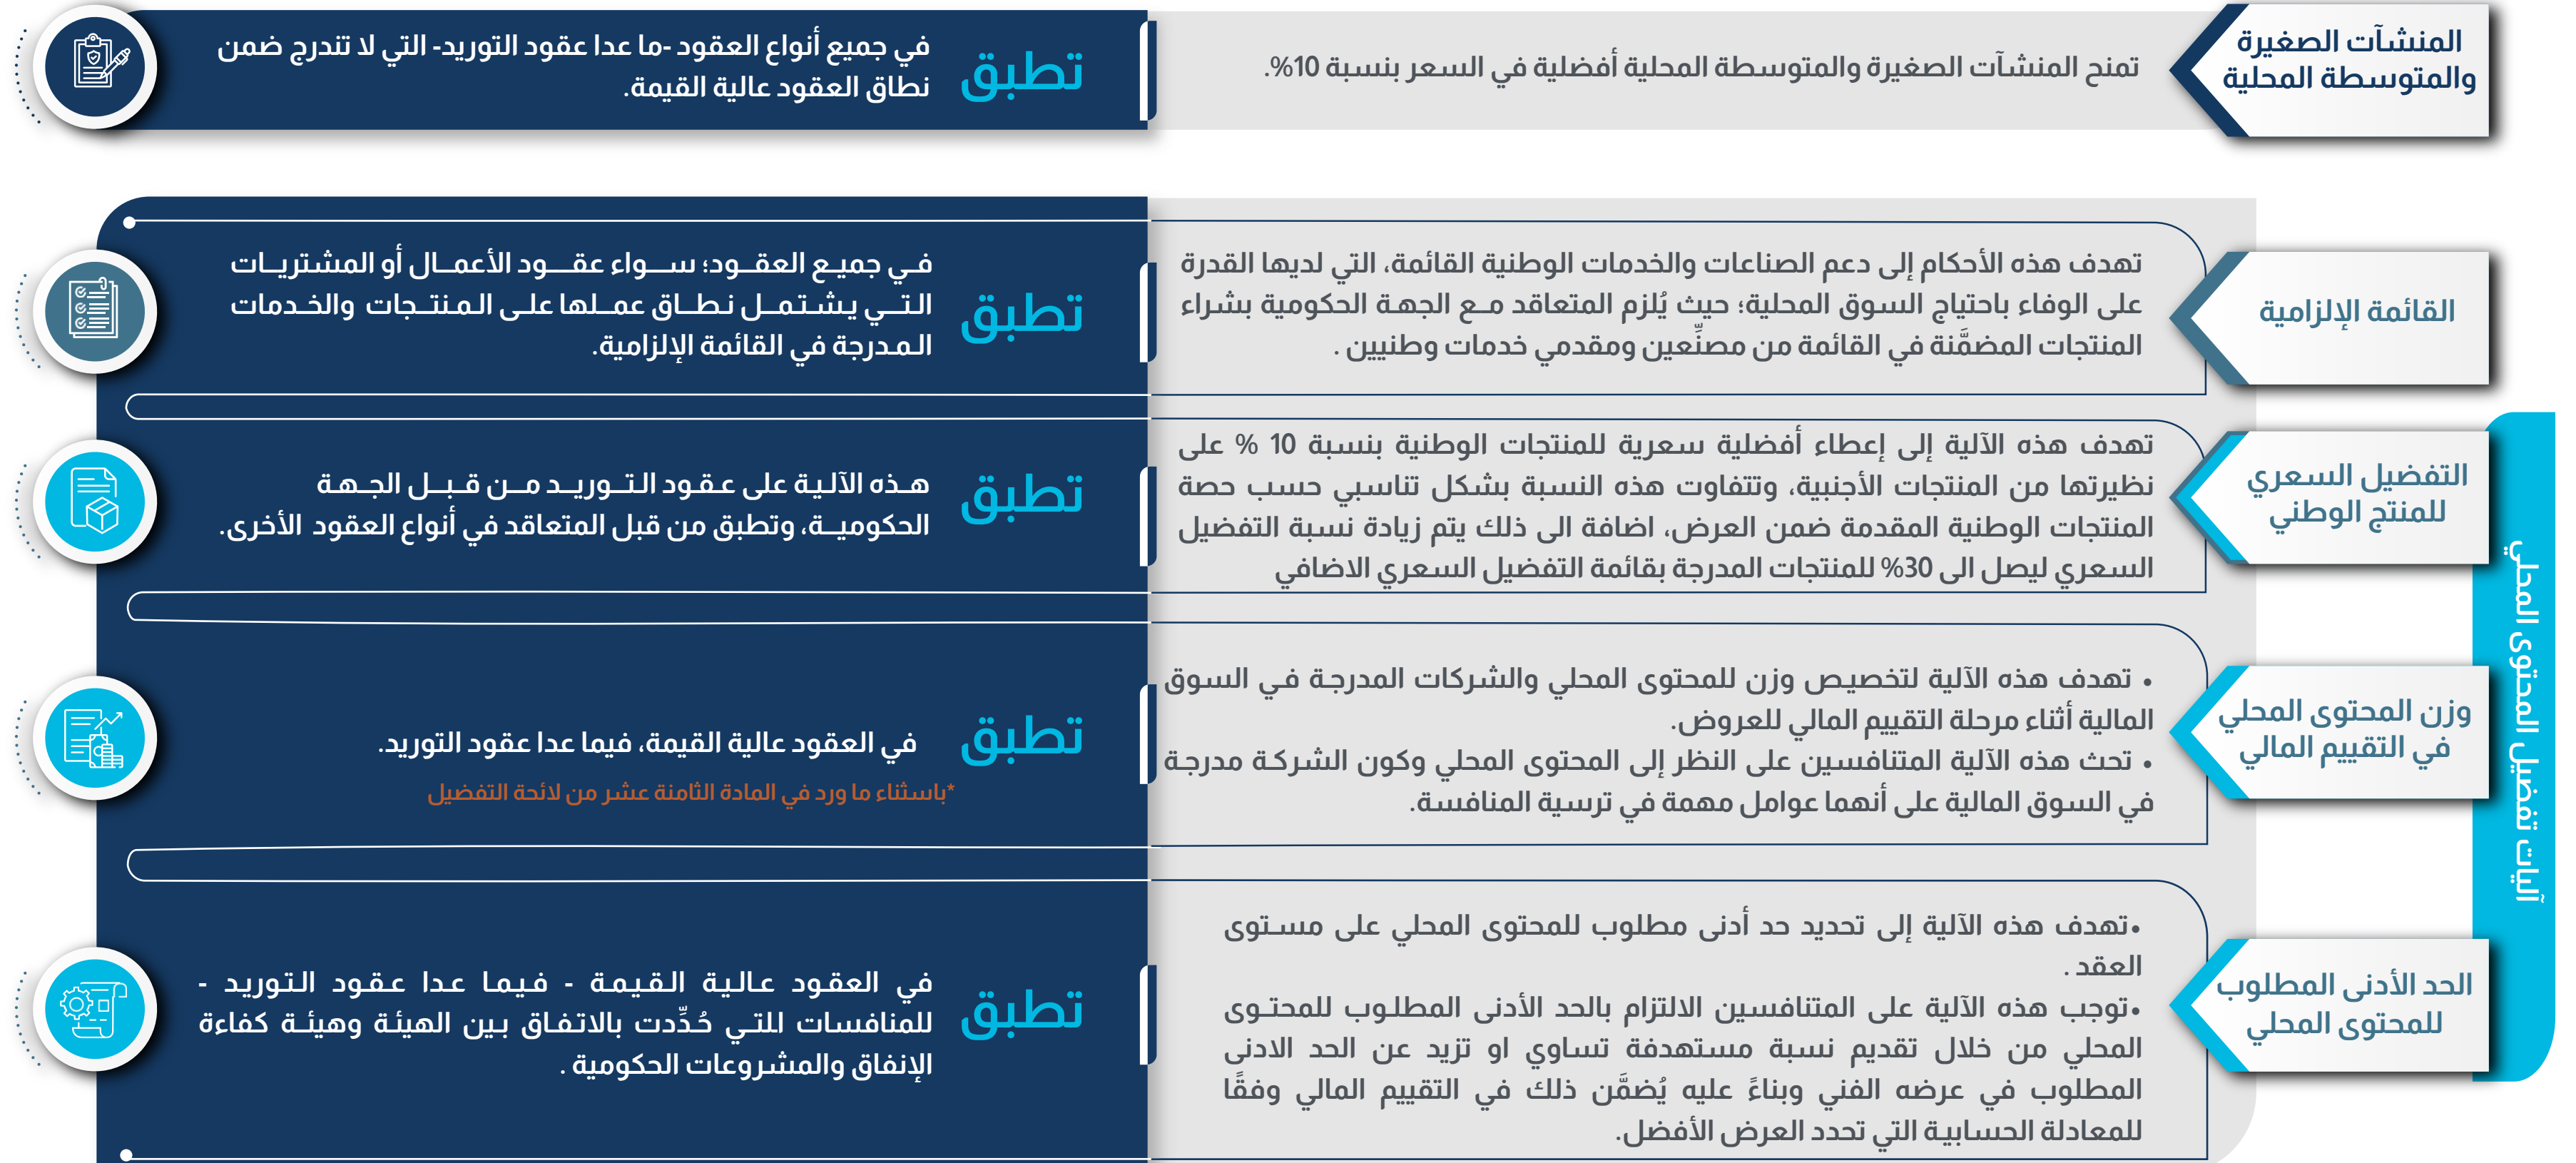 المنشآت الصغيرة
والمتوسطة المحلية
تمنح المنشآت الصغيرة والمتوسطة المحلية أفضلية في السعر بنسبة 10%.
تطبق
في جميع أنواع العقود -ما عدا عقود التوريد- التي لا تندرج ضمن
نطاق العقود عالية القيمة.
آليات تفضيل المحتوى المحلي
القائمة الإلزامية
تهدف هذه الأحكام إلى دعم الصناعات والخدمات الوطنية القائمة، التي لديها القدرة
على الوفاء باحتياج السوق المحلية؛ حيث يُلزم المتعاقد مع الجهة الحكومية بشراء
المنتجات المضمَّنة في القائمة من مصنِّعين ومقدمي خدمات وطنيين .
تطبق
في جميع العقود؛ سواء عقود الأعمال أو المشتريات
التي يشتمل نطاق عملها على المنتجات والخدمات
المدرجة في القائمة الإلزامية.
التفضيل السعري
للمنتج الوطني
تهدف هذه الآلية إلى إعطاء أفضلية سعرية للمنتجات الوطنية بنسبة 10 % على
نظيرتها من المنتجات الأجنبية، وتتفاوت هذه النسبة بشكل تناسبي حسب حصة
المنتجات الوطنية المقدمة ضمن العرض، اضافة الى ذلك يتم زيادة نسبة التفضيل
السعري ليصل الى 30% للمنتجات المدرجة بقائمة التفضيل السعري الاضافي
تطبق
هذه الآلية على عقود التوريد من قبل الجهة
الحكومية، وتطبق من قبل المتعاقد في أنواع العقود الأخرى.
وزن المحتوى المحلي
في التقييم المالي
• تهدف هذه الآلية لتخصيص وزن للمحتوى المحلي والشركات المدرجة في السوق
المالية أثناء مرحلة التقييم المالي للعروض.
• تحث هذه الآلية المتنافسين على النظر إلى المحتوى المحلي وكون الشركة مدرجة
في السوق المالية على أنهما عوامل مهمة في ترسية المنافسة.
تطبق
في العقود عالية القيمة، فيما عدا عقود التوريد.
*باسثناء ما ورد في المادة الثامنة عشر من لائحة التفضيل
الحد الأدنى المطلوب
للمحتوى المحلي
•تهدف هذه الآلية إلى تحديد حد أدنى مطلوب للمحتوى المحلي على مستوى
العقد .
•توجب هذه الآلية على المتنافسين الالتزام بالحد الأدنى المطلوب للمحتوى
المحلي من خلال تقديم نسبة مستهدفة تساوي او تزيد عن الحد الادنى
المطلوب في عرضه الفني وبناءً عليه يُضمَّن ذلك في التقييم المالي وفقًا
للمعادلة الحسابية التي تحدد العرض الأفضل.
تطبق
في العقود عالية القيمة - فيما عدا عقود التوريد -
للمنافسات للتي حُدِّدت بالاتفاق بين الهيئة وهيئة كفاءة
الإنفاق والمشروعات الحكومية .